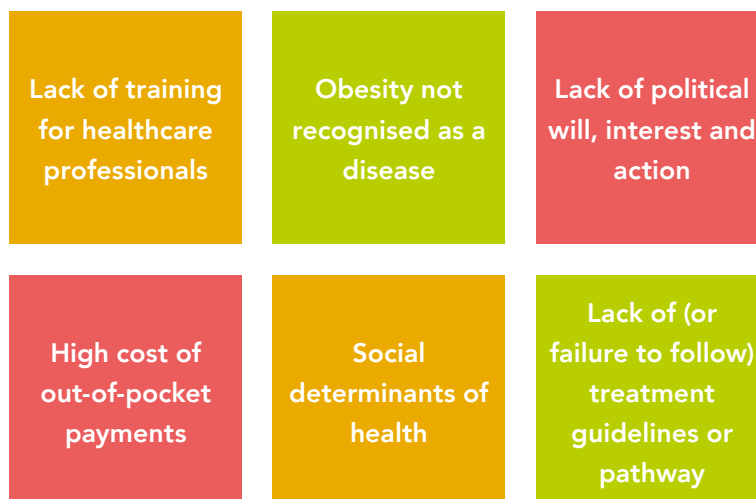 Lack of training
for healthcare
professionals
Obesity not
recognised as a
disease
Lack of political
will, interest and
action
High cost of
out-of-pocket
payments
Social
determinants of
health
Lack of (or
failure to follow)
treatment
guidelines or
pathway